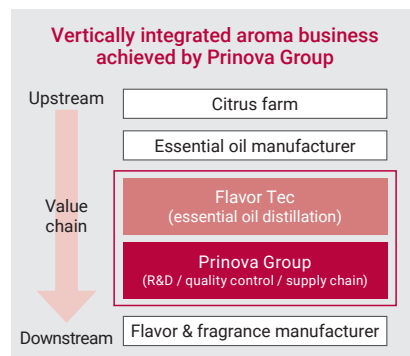 Vertically integrated aroma business
achieved by Prinova Group
Upstream
Citrus farm
Essential oil manufacturer
Value
chain
Flavor Tec
(essential oil distillation)
Prinova Group
(R&D / quality control / supply chain)
Downstream
Flavor & fragrance manufacturer